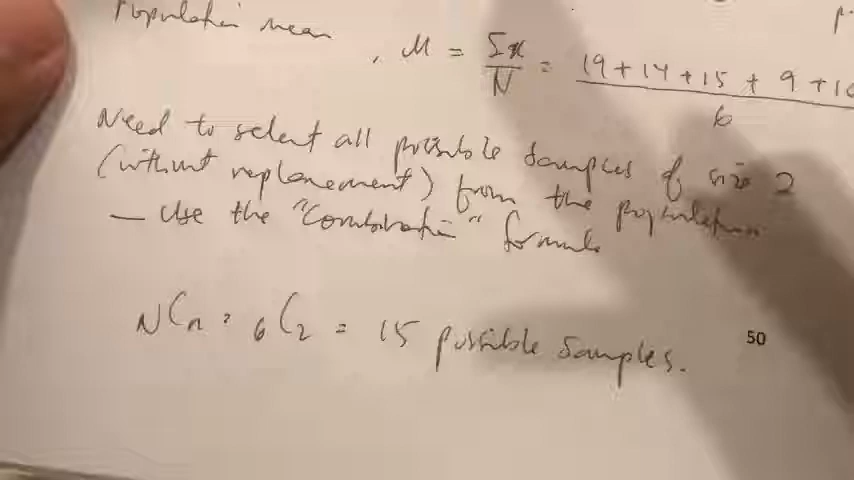 Population mean
, M = Σx/N = 19 + 14 + 15 + 9 + 10 / 6
Need to select all possible samples of size 2
(without replacement) from the population
— Use the "Combination" formula
NCn = 6C2 = 15 possible samples.
50